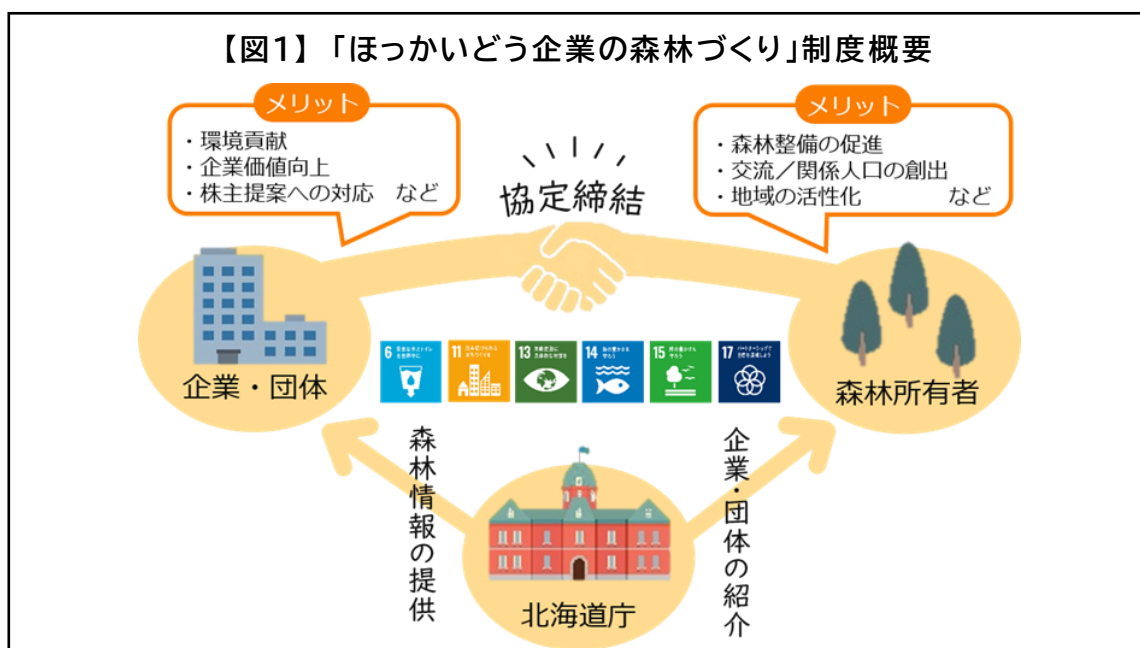 【図1】「ほっかいどう企業の森林づくり」制度概要
メリット
・環境貢献
・企業価値向上
・株主提案への対応　など
メリット
・森林整備の促進
・交流／関係人口の創出
・地域の活性化　など
協定締結
企業・団体
森林所有者
6
11
13
14
15
17
森林情報の提供
企業・団体の紹介
北海道庁